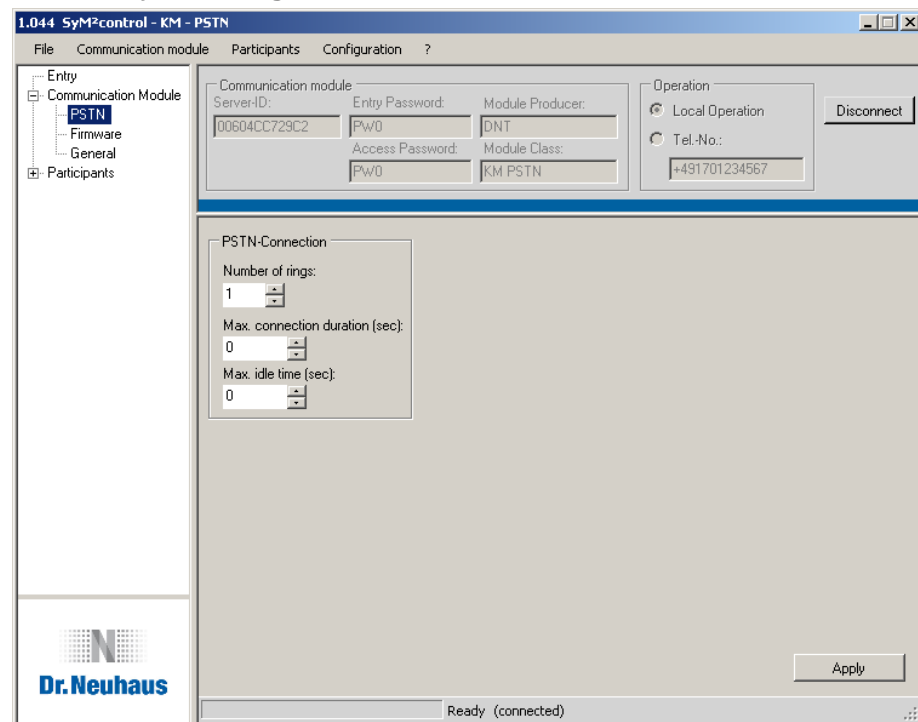 1.044 SyM²control - KM - PSTN
File Communication module Participants Configuration ?
Entry
Communication Module
PSTN
Firmware
General
Participants
Communication module
Server-ID: Entry Password: Module Producer:
00604CC729C2 PW0 DNT
Access Password: Module Class:
PW0 KM PSTN
Operation
Local Operation
Tel.-No.:
+491701234567
Disconnect
PSTN-Connection
Number of rings:
1
Max. connection duration (sec):
0
Max. idle time (sec):
0
Apply
N
Dr.Neuhaus
Ready (connected)